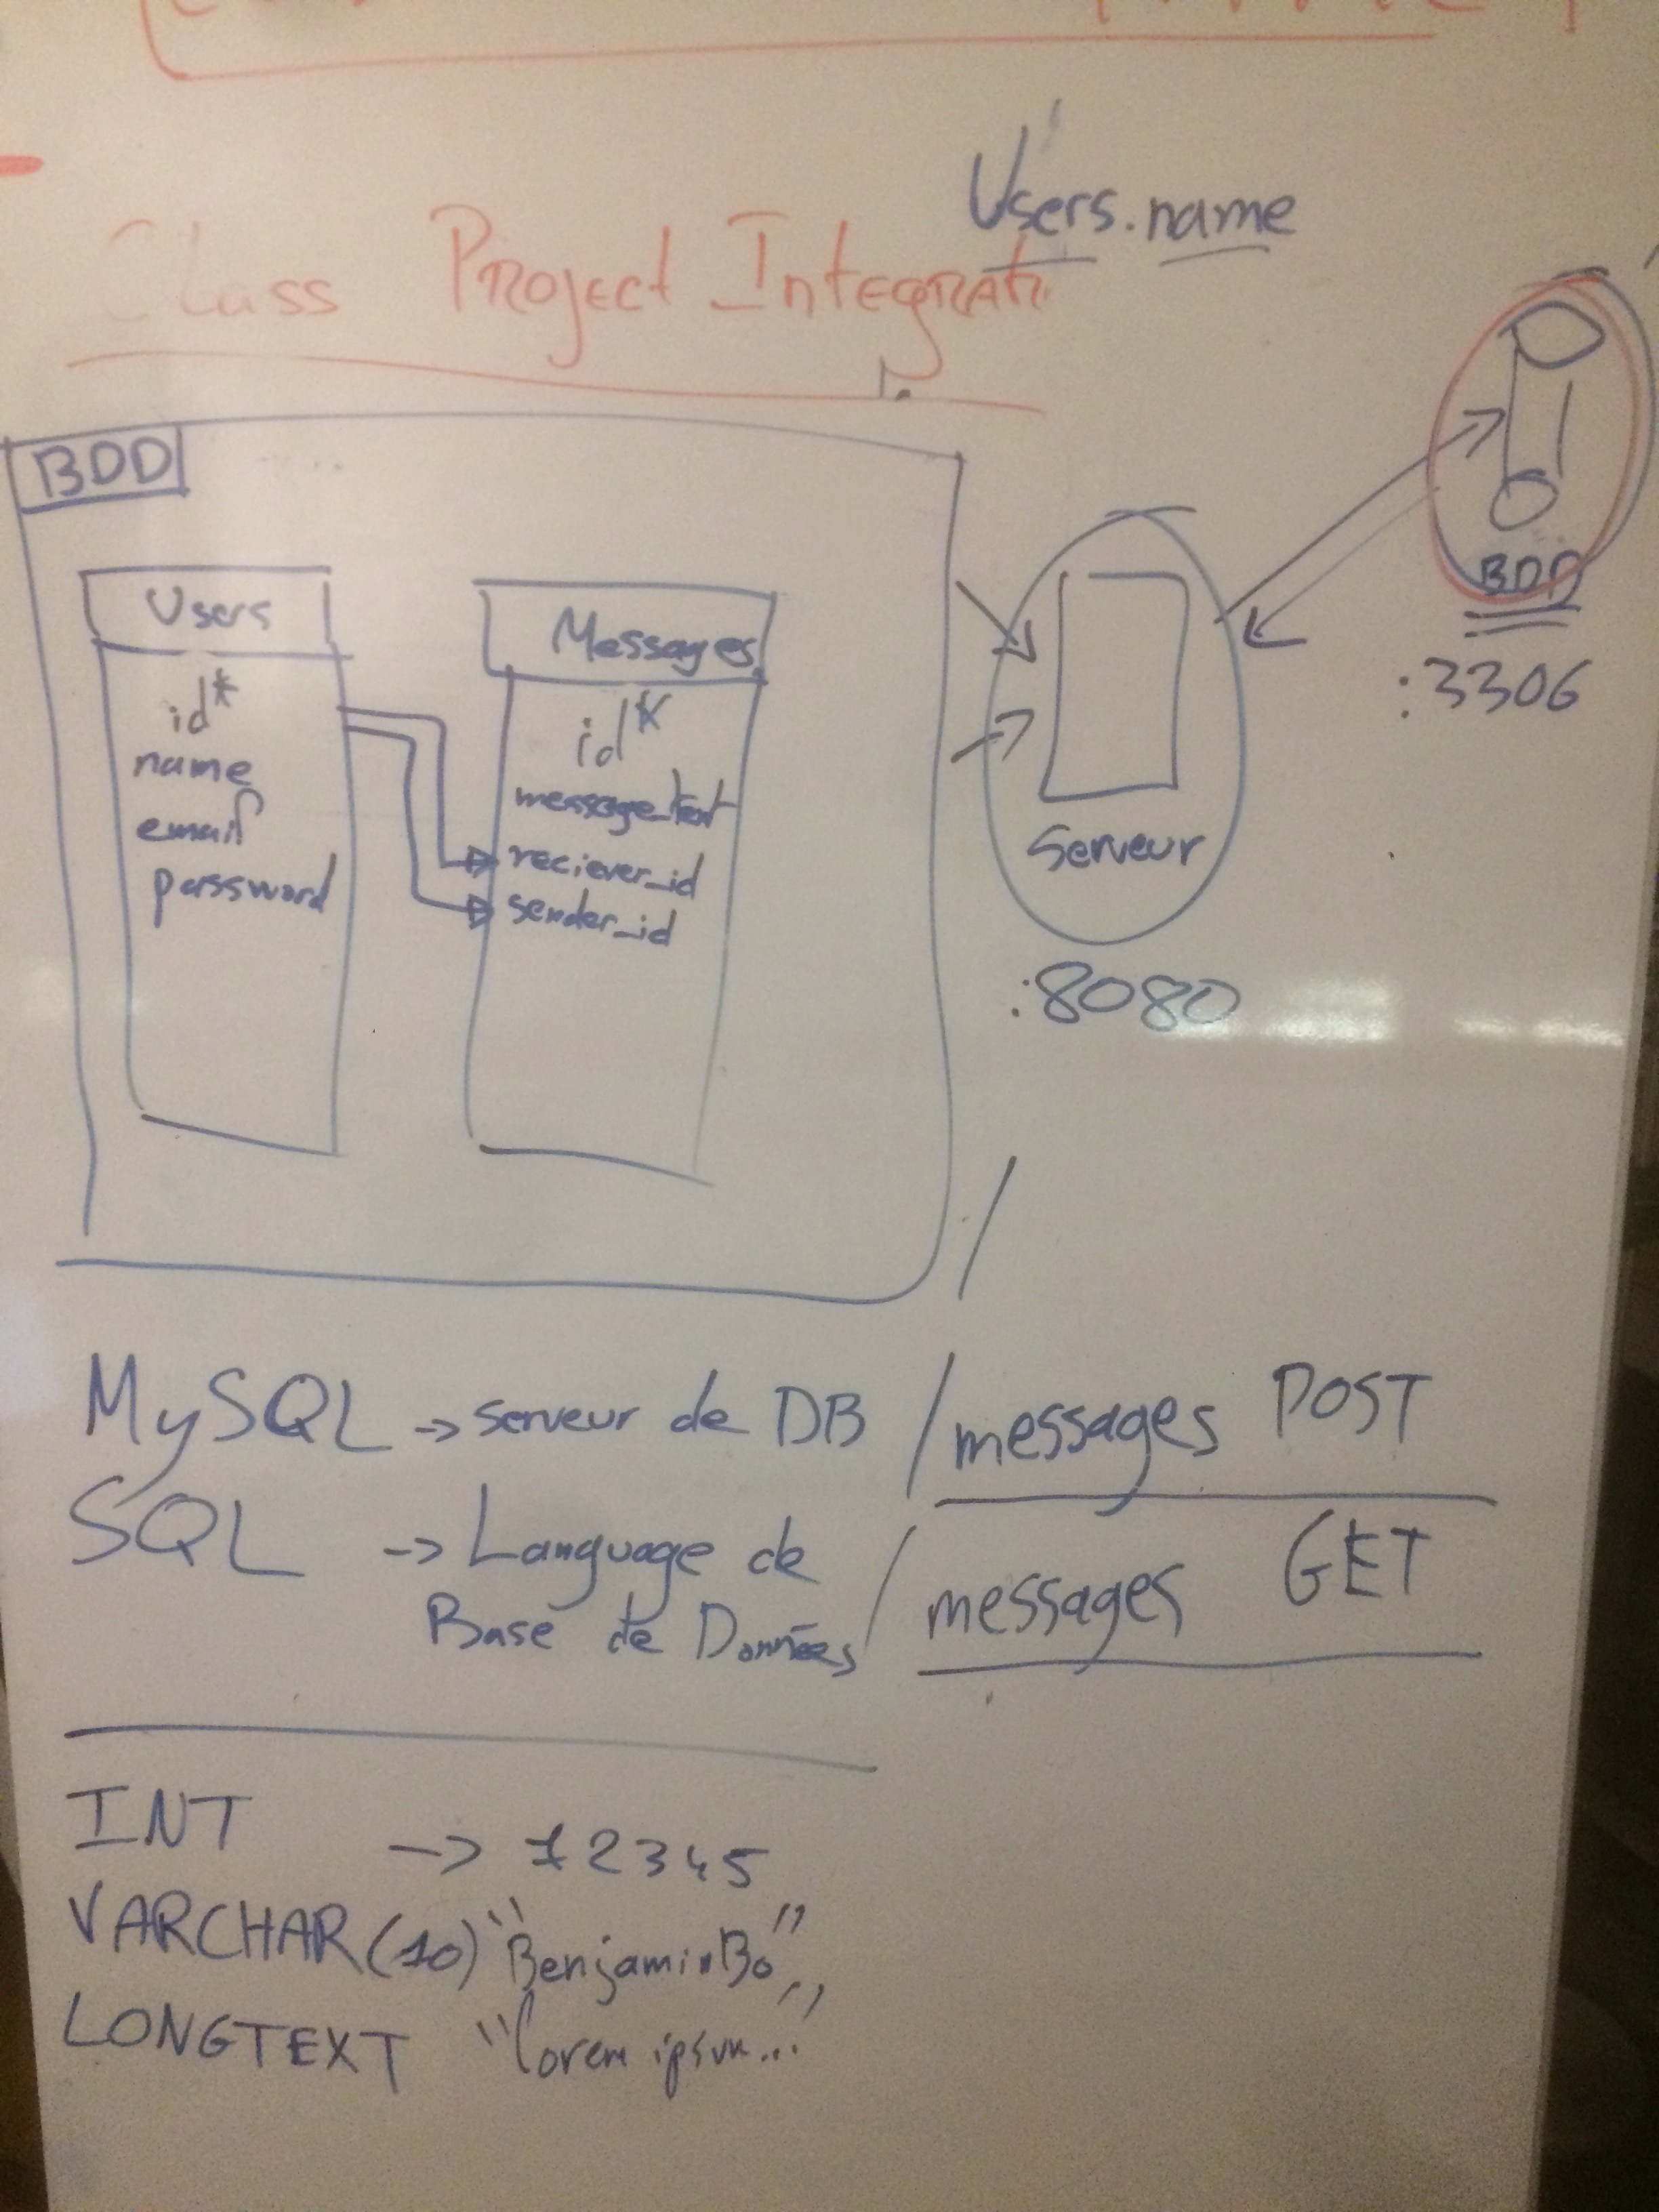 Users.name
Class Project Integrati
BDD
Users
id*
name
email
password
Messages
id*
message_text
reciever_id
sender_id
Serveur
:8080
BDD
:3306
/
MySQL -> serveur de DB
SQL -> Language de
Base de Données
/messages POST
/messages GET
INT -> 12345
VARCHAR(10) "BenjaminBo"
LONGTEXT "lorem ipsum..."